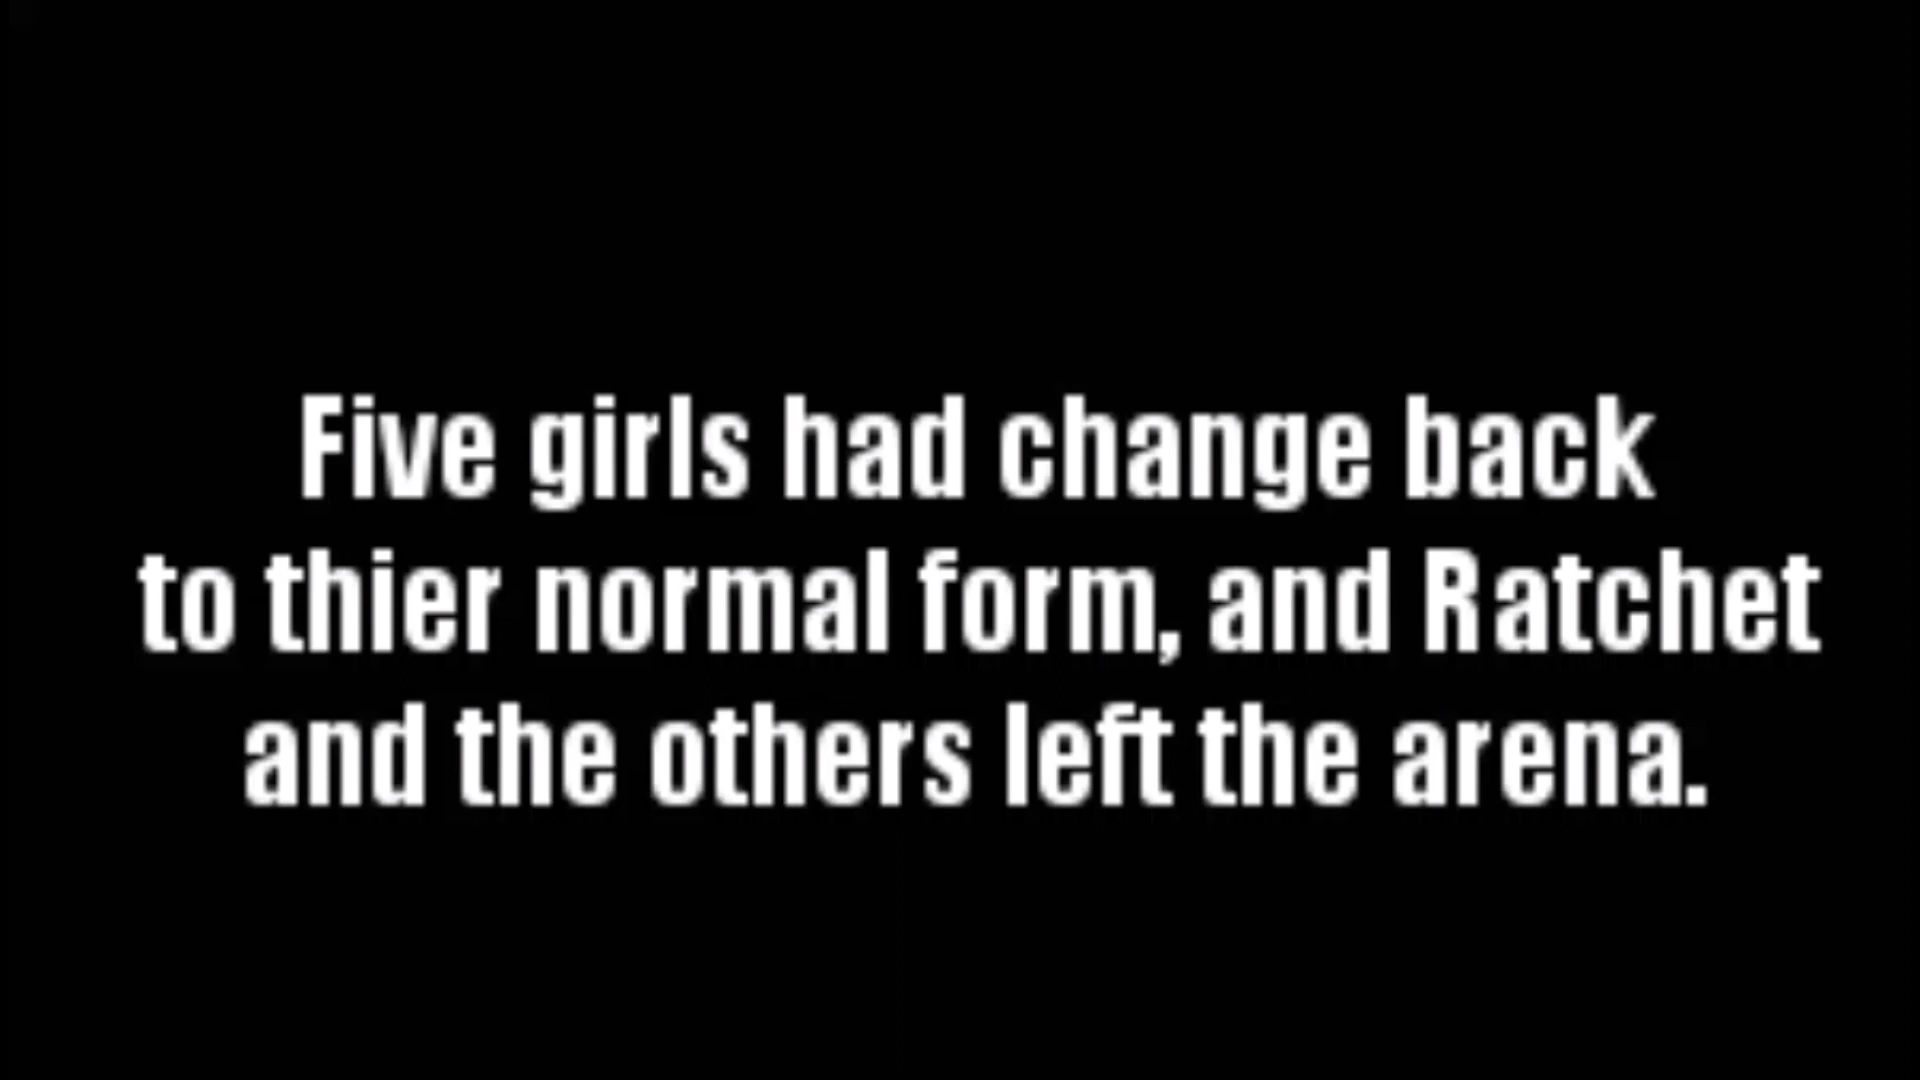 Five girls had change back
to thier normal form, and Ratchet
and the others left the arena.